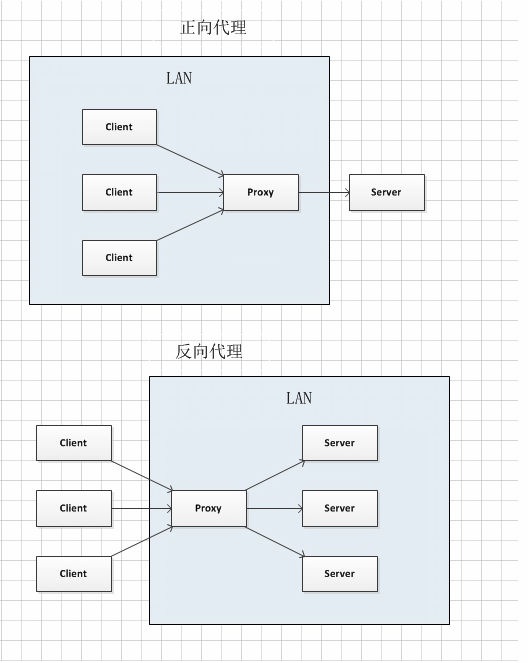 正向代理
LAN
Client
Client
Proxy
Server
Client
反向代理
LAN
Client
Server
Client
Proxy
Server
Client
Server